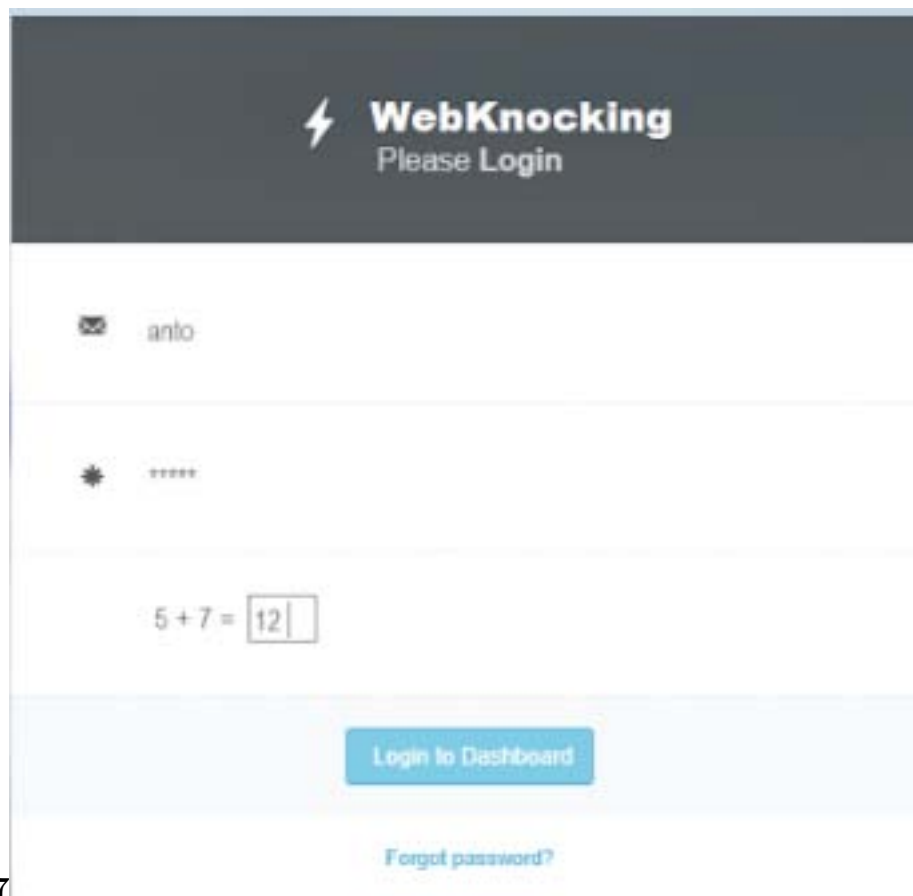 WebKnocking
Please Login
anto
*****
5 + 7 = 12
Login to Dashboard
Forgot password?
7